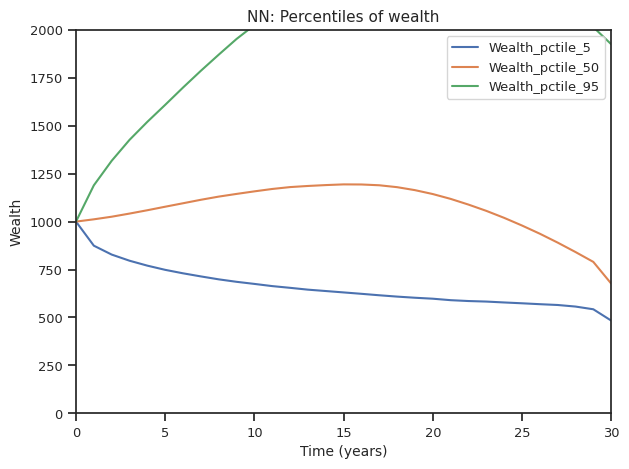 NN: Percentiles of wealth
2000
1750
1500
1250
1000
750
500
250
0
Wealth
Wealth_pctile_5
Wealth_pctile_50
Wealth_pctile_95
0 5 10 15 20 25 30
Time (years)